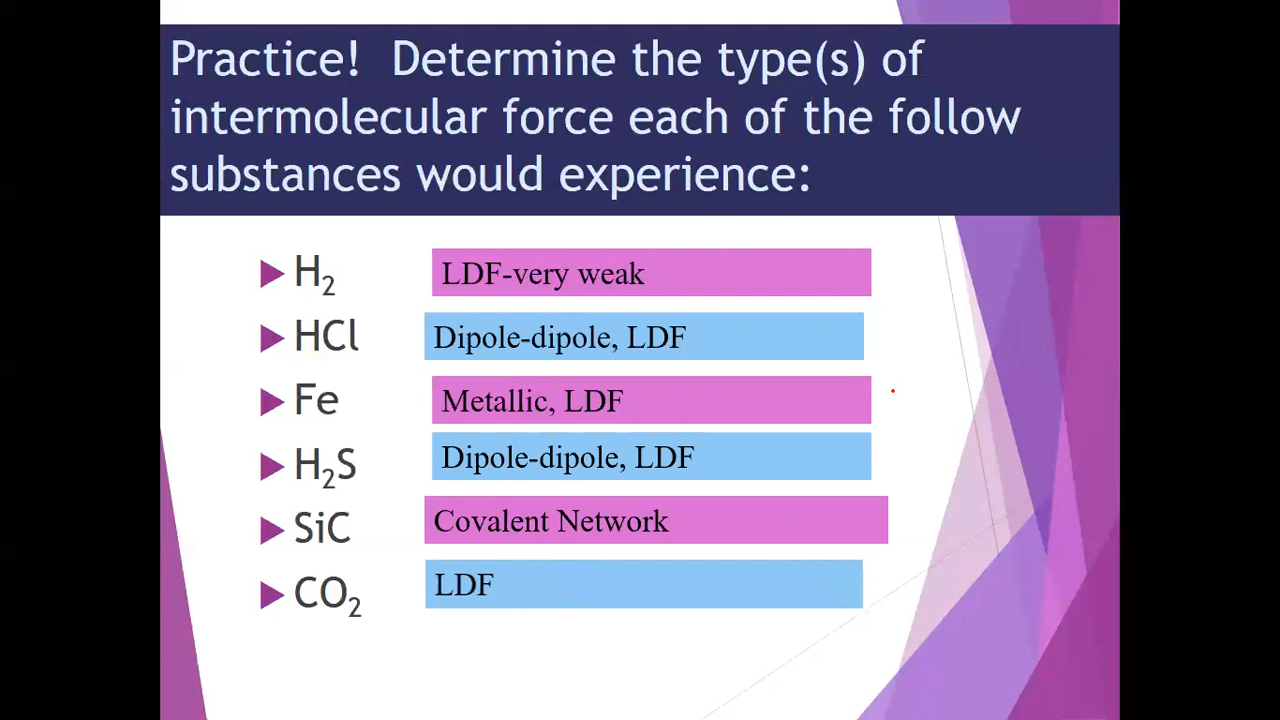 Practice! Determine the type(s) of
intermolecular force each of the follow
substances would experience:
H₂ LDF-very weak
HCl Dipole-dipole, LDF
Fe Metallic, LDF
H₂S Dipole-dipole, LDF
SiC Covalent Network
CO₂ LDF